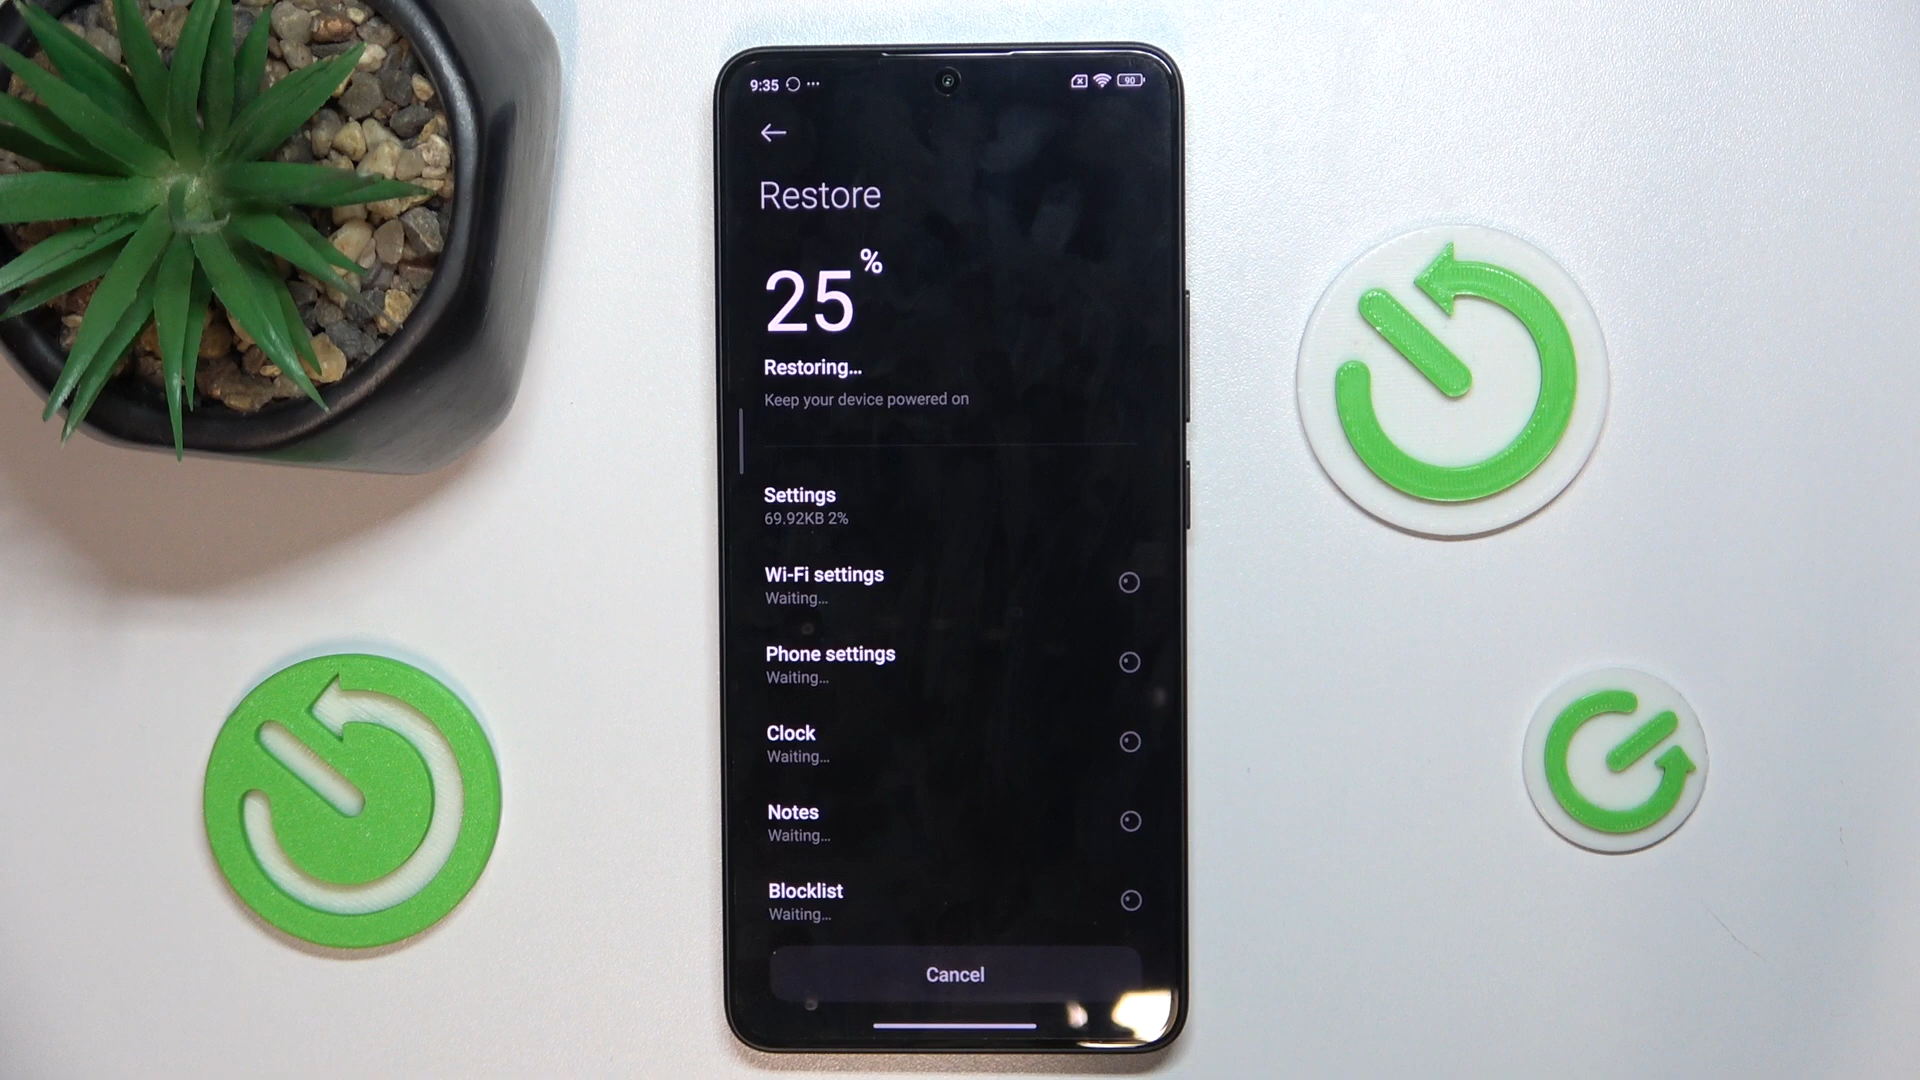 9:35 ... 90
Restore
25%
Restoring...
Keep your device powered on
Settings
69.92KB 2%
Wi-Fi settings
Waiting...
Phone settings
Waiting...
Clock
Waiting...
Notes
Waiting...
Blocklist
Waiting...
Cancel